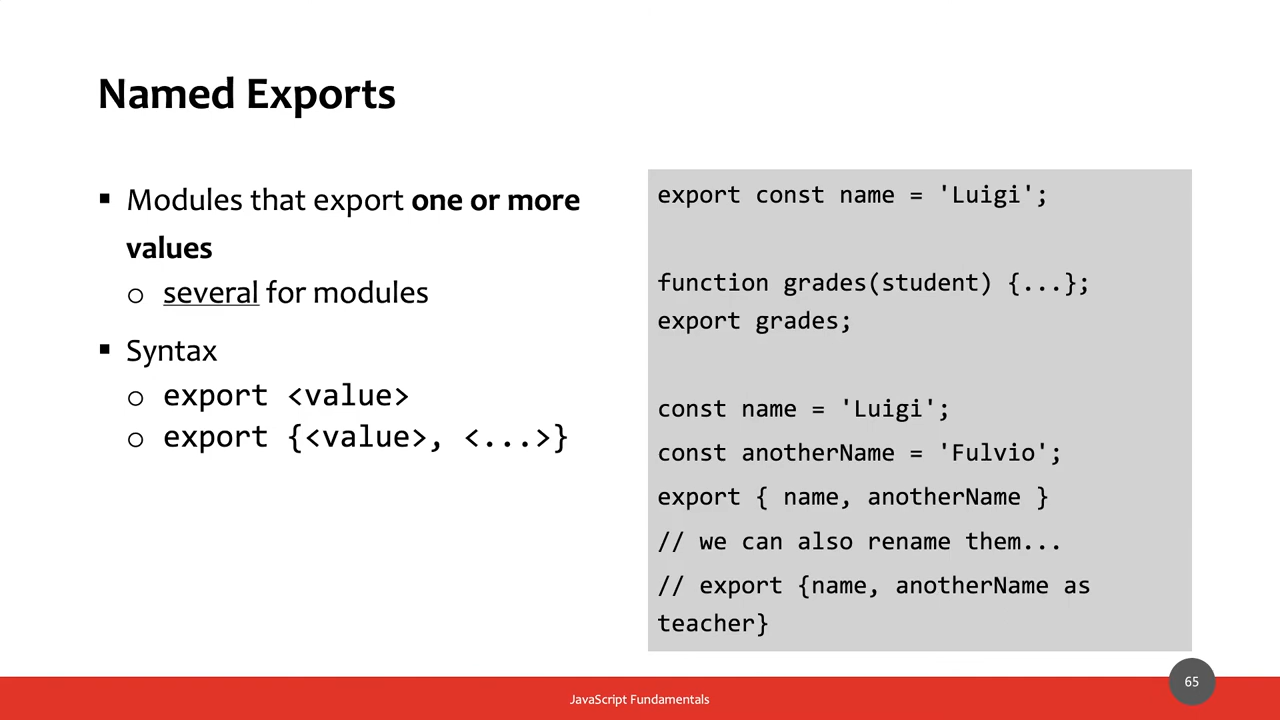 Named Exports
▪ Modules that export one or more
values
o several for modules
▪ Syntax
o export <value>
o export {<value>, <...>}
export const name = 'Luigi';
function grades(student) {...};
export grades;
const name = 'Luigi';
const anotherName = 'Fulvio';
export { name, anotherName }
// we can also rename them...
// export {name, anotherName as
teacher}
JavaScript Fundamentals
65